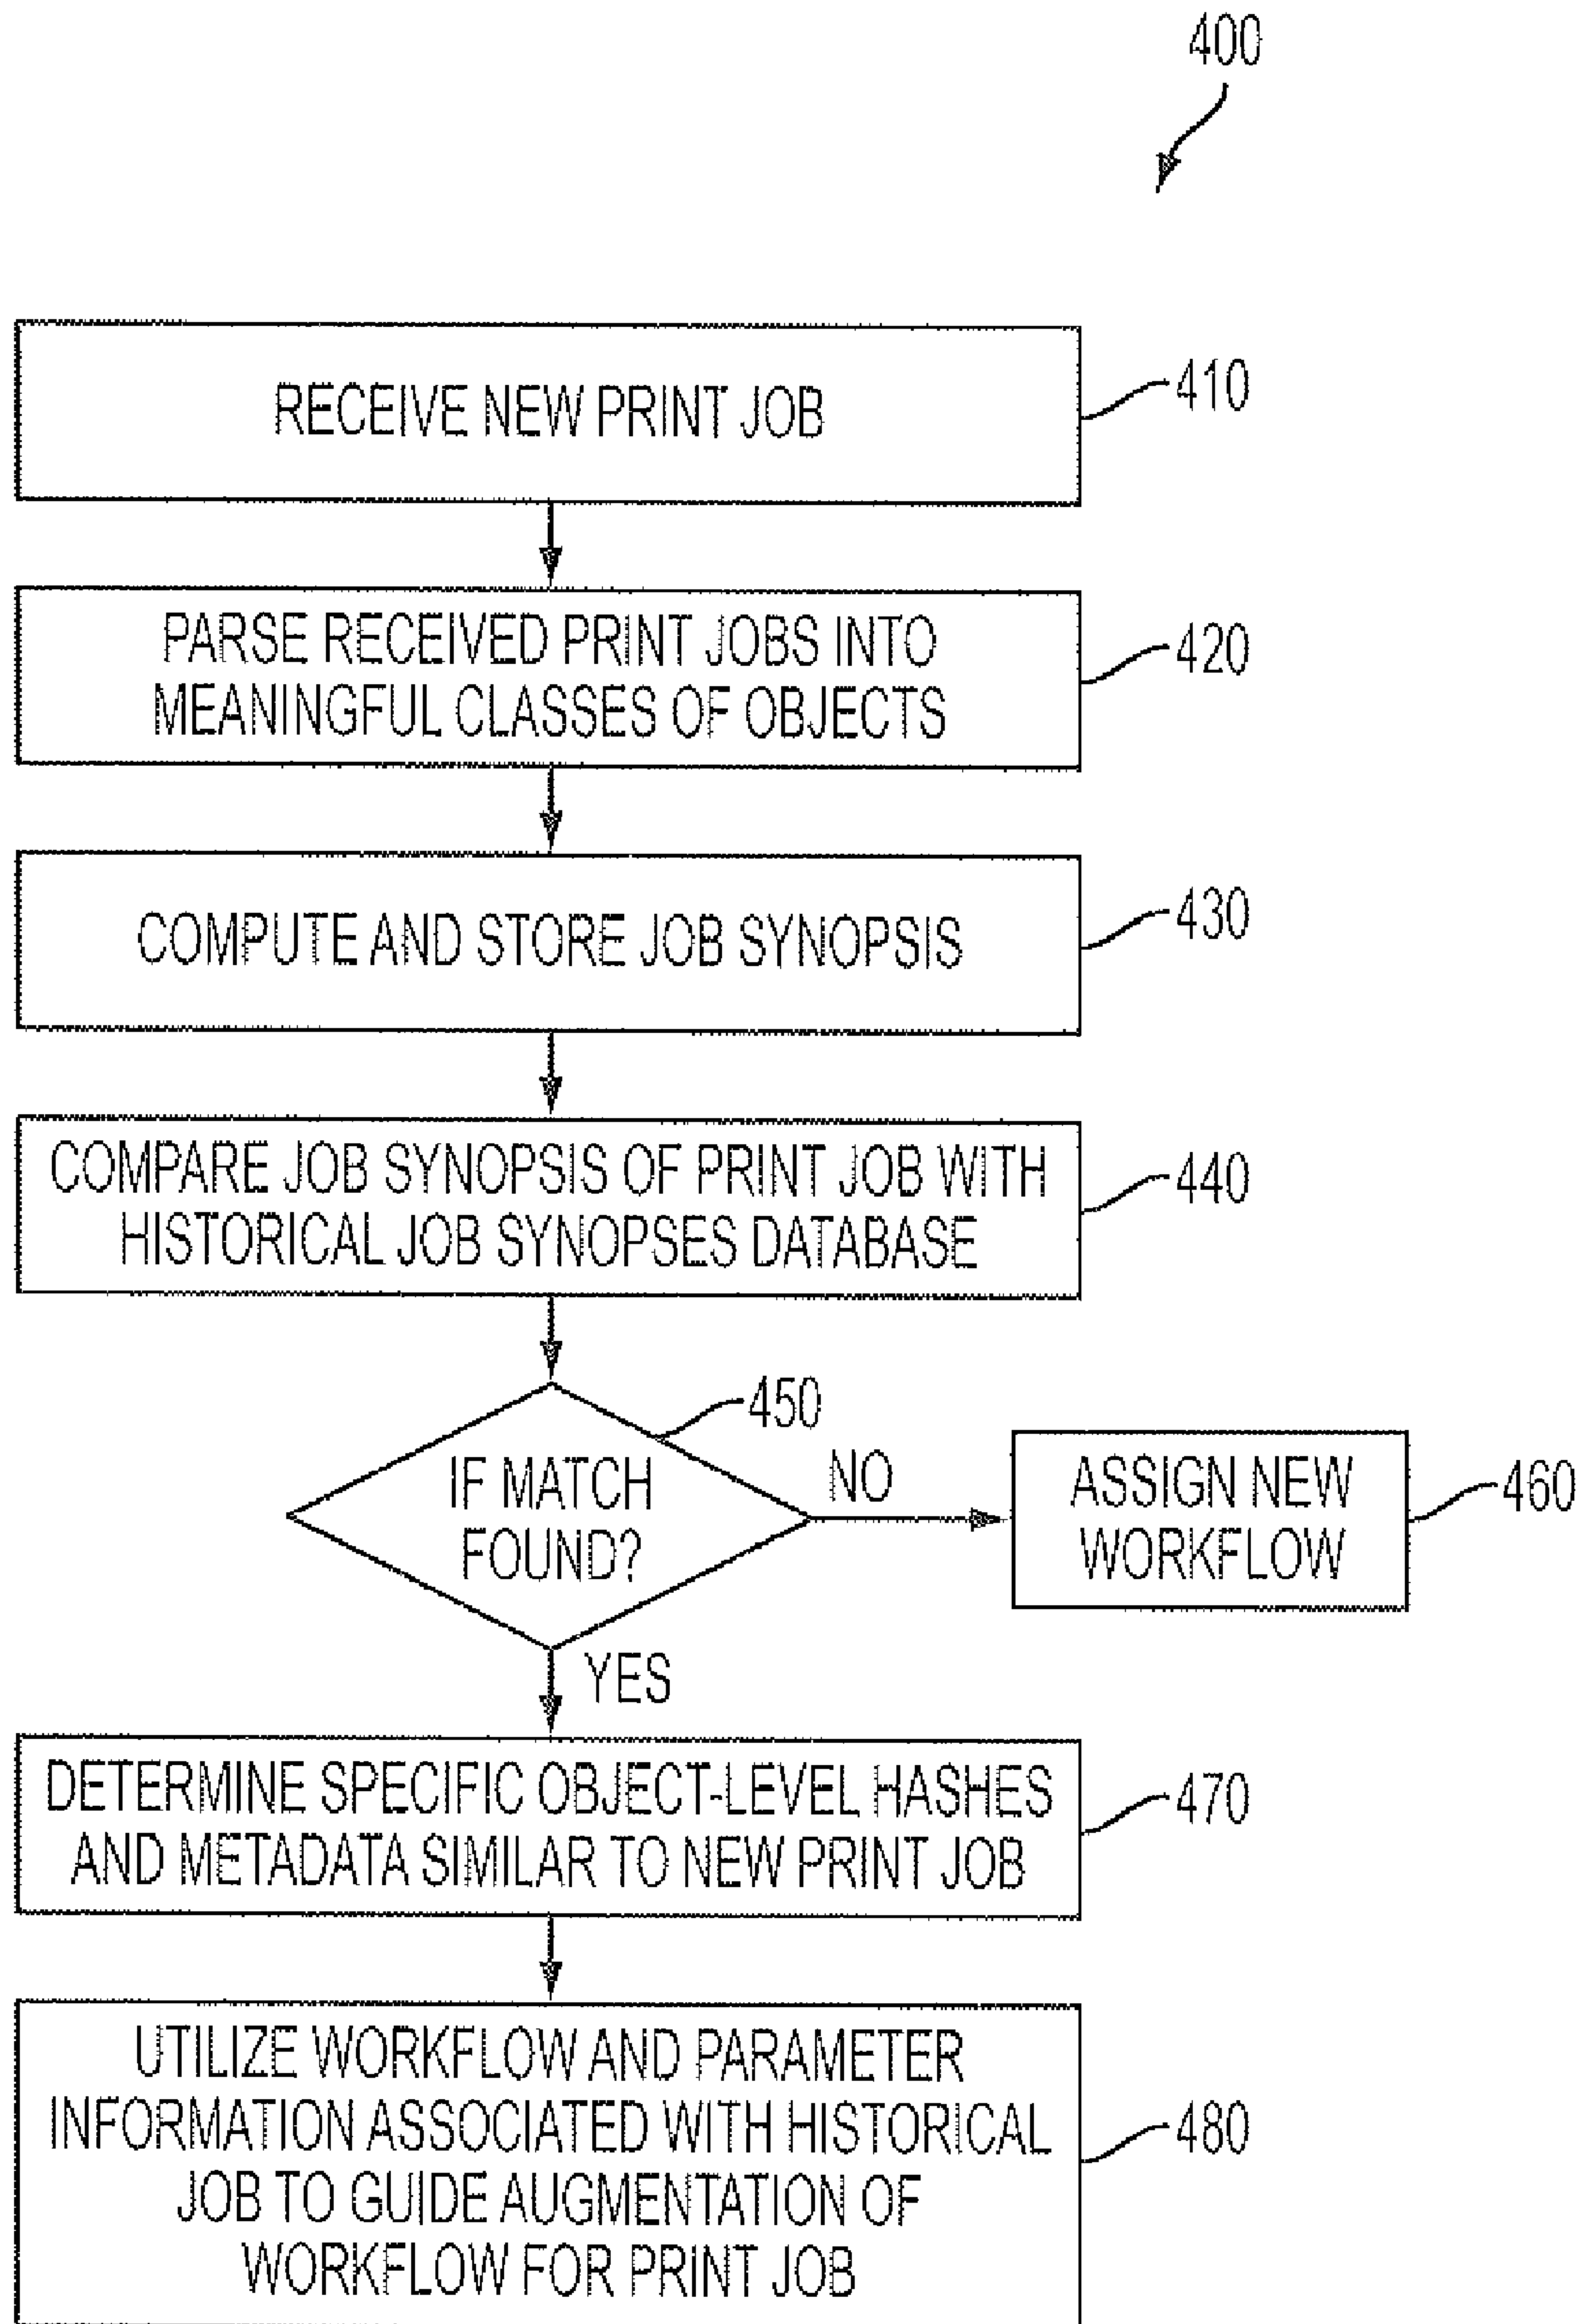 400
RECEIVE NEW PRINT JOB
410
PARSE RECEIVED PRINT JOBS INTO
MEANINGFUL CLASSES OF OBJECTS
420
COMPUTE AND STORE JOB SYNOPSIS
430
COMPARE JOB SYNOPSIS OF PRINT JOB WITH
HISTORICAL JOB SYNOPSES DATABASE
440
450
IF MATCH
FOUND?
NO
ASSIGN NEW
WORKFLOW
460
YES
DETERMINE SPECIFIC OBJECT-LEVEL HASHES
AND METADATA SIMILAR TO NEW PRINT JOB
470
UTILIZE WORKFLOW AND PARAMETER
INFORMATION ASSOCIATED WITH HISTORICAL
JOB TO GUIDE AUGMENTATION OF
WORKFLOW FOR PRINT JOB
480